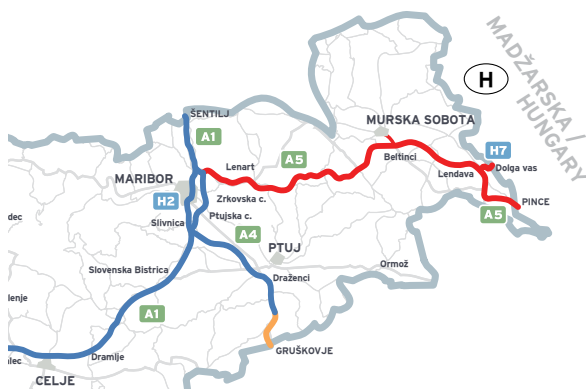 MADŽARSKA /
HUNGARY
H
ŠENTILJ
A1
MURSKA SOBOTA
A5
Lenart
Beltinci
H7
Dolga vas
Lendava
MARIBOR
H2
Zrkovska c.
Ptujska c.
PINCE
A5
Slivnica
A4
PTUJ
Ormož
Slovenska Bistrica
Draženci
A1
GRUŠKOVJE
Dramlje
CELJE
dec
lenje
alec